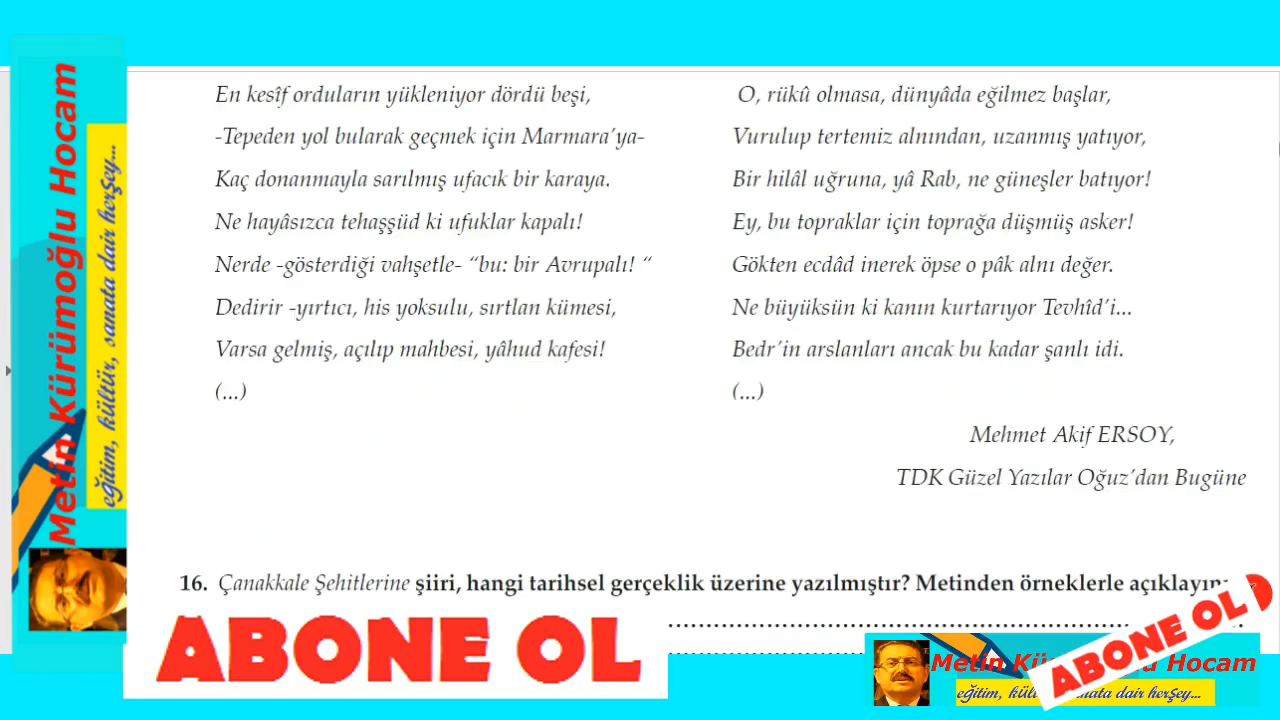 Metin Kürümoğlu Hocam
eğitim, kültür, sanata dair herşey...
En kesîf orduların yükleniyor dördü beşi,
-Tepeden yol bularak geçmek için Marmara'ya-
Kaç donanmayla sarılmış ufacık bir karaya.
Ne hayâsızca tehaşşüd ki ufuklar kapalı!
Nerde -gösterdiği vahşetle- “bu: bir Avrupalı! “
Dedirir -yırtıcı, his yoksulu, sırtlan kümesi,
Varsa gelmiş, açılıp mahbesi, yâhud kafesi!
(...)
O, rükû olmasa, dünyâda eğilmez başlar,
Vurulup tertemiz alnından, uzanmış yatıyor,
Bir hilâl uğruna, yâ Rab, ne güneşler batıyor!
Ey, bu topraklar için toprağa düşmüş asker!
Gökten ecdâd inerek öpse o pâk alnı değer.
Ne büyüksün ki kanın kurtarıyor Tevhîd'i...
Bedr'in arslanları ancak bu kadar şanlı idi.
(...)
Mehmet Akif ERSOY,
TDK Güzel Yazılar Oğuz'dan Bugüne
16. Çanakkale Şehitlerine şiiri, hangi tarihsel gerçeklik üzerine yazılmıştır? Metinden örneklerle açıklayın
ABONE OL
Metin Hocam
eğitim, dair herşey...
ABONE OL